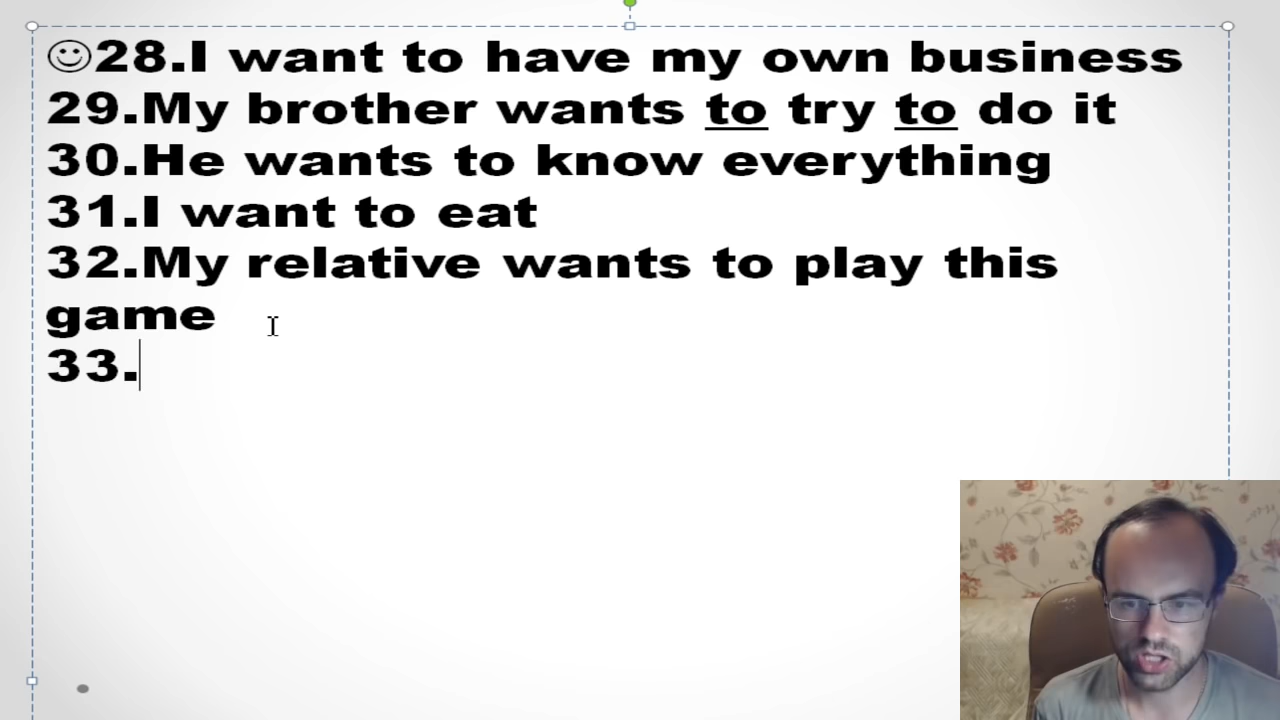 ☺28.I want to have my own business
29.My brother wants to try to do it
30.He wants to know everything
31.I want to eat
32.My relative wants to play this
game
33.